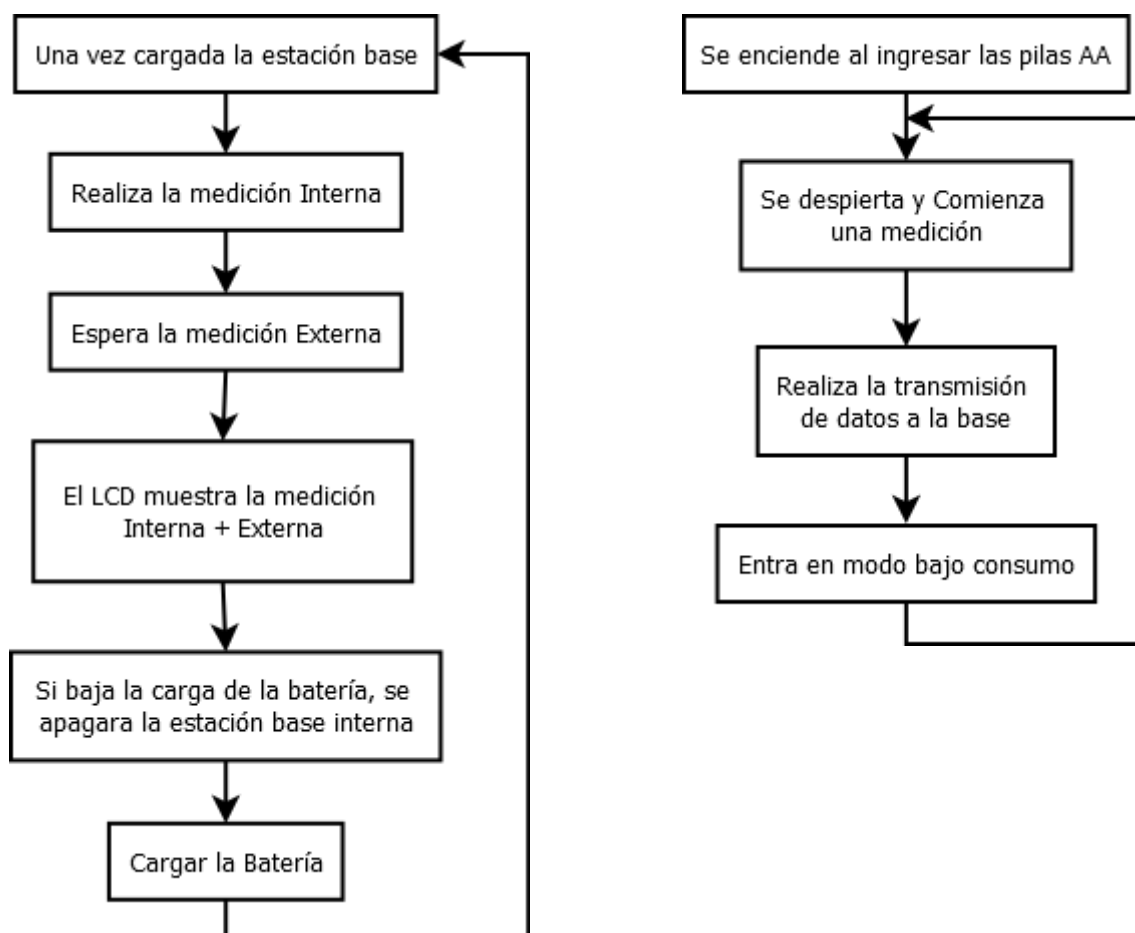 Una vez cargada la estación base
Realiza la medición Interna
Espera la medición Externa
El LCD muestra la medición
Interna + Externa
Si baja la carga de la batería, se
apagara la estación base interna
Cargar la Batería
Se enciende al ingresar las pilas AA
Se despierta y Comienza
una medición
Realiza la transmisión
de datos a la base
Entra en modo bajo consumo